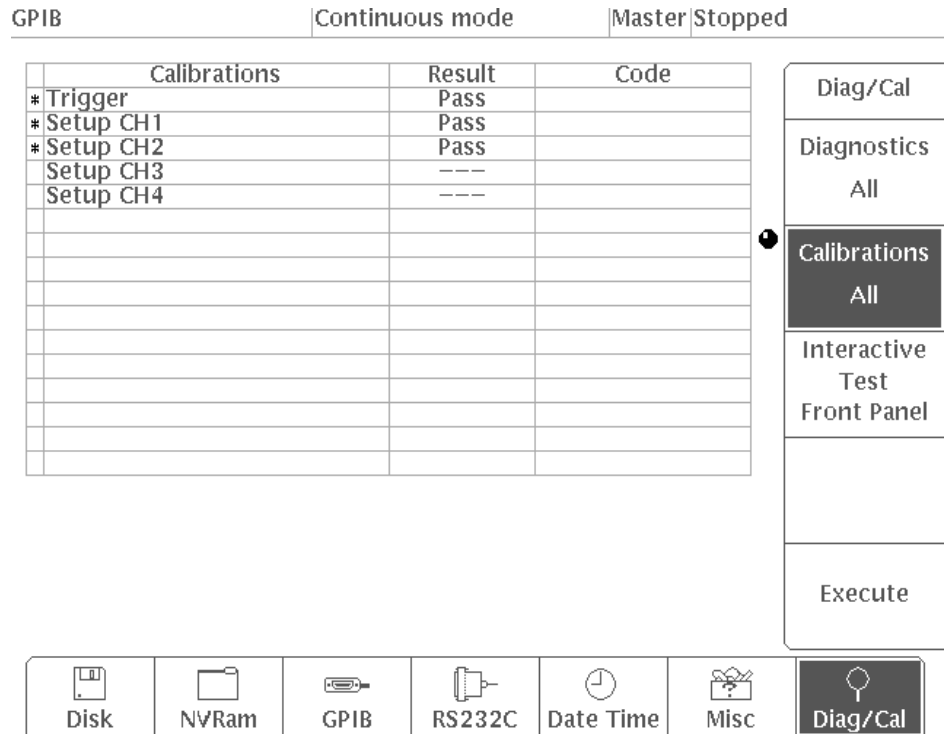 GPIB Continuous mode Master Stopped
Calibrations Result Code
* Trigger Pass
* Setup CH1 Pass
* Setup CH2 Pass
Setup CH3 ---
Setup CH4 ---
Diag/Cal
Diagnostics
All
Calibrations
All
Interactive
Test
Front Panel
Execute
Disk NVRam GPIB RS232C Date Time Misc Diag/Cal